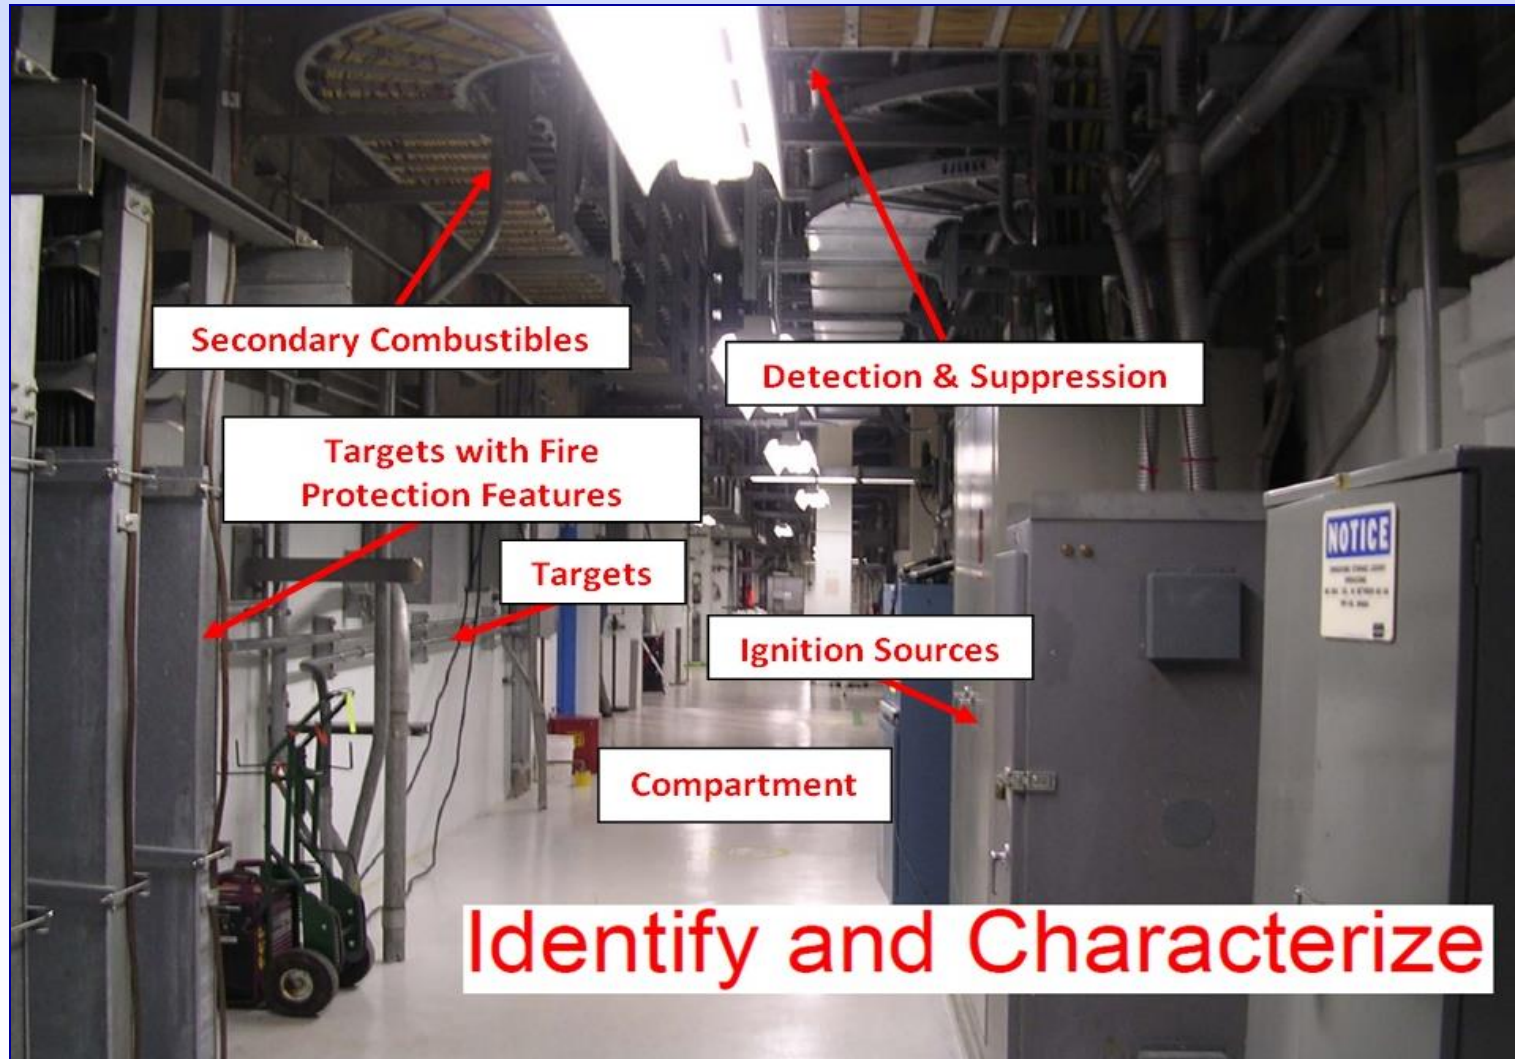 Secondary Combustibles
Detection & Suppression
Targets with Fire
Protection Features
Targets
Ignition Sources
Compartment
NOTICE
Identify and Characterize